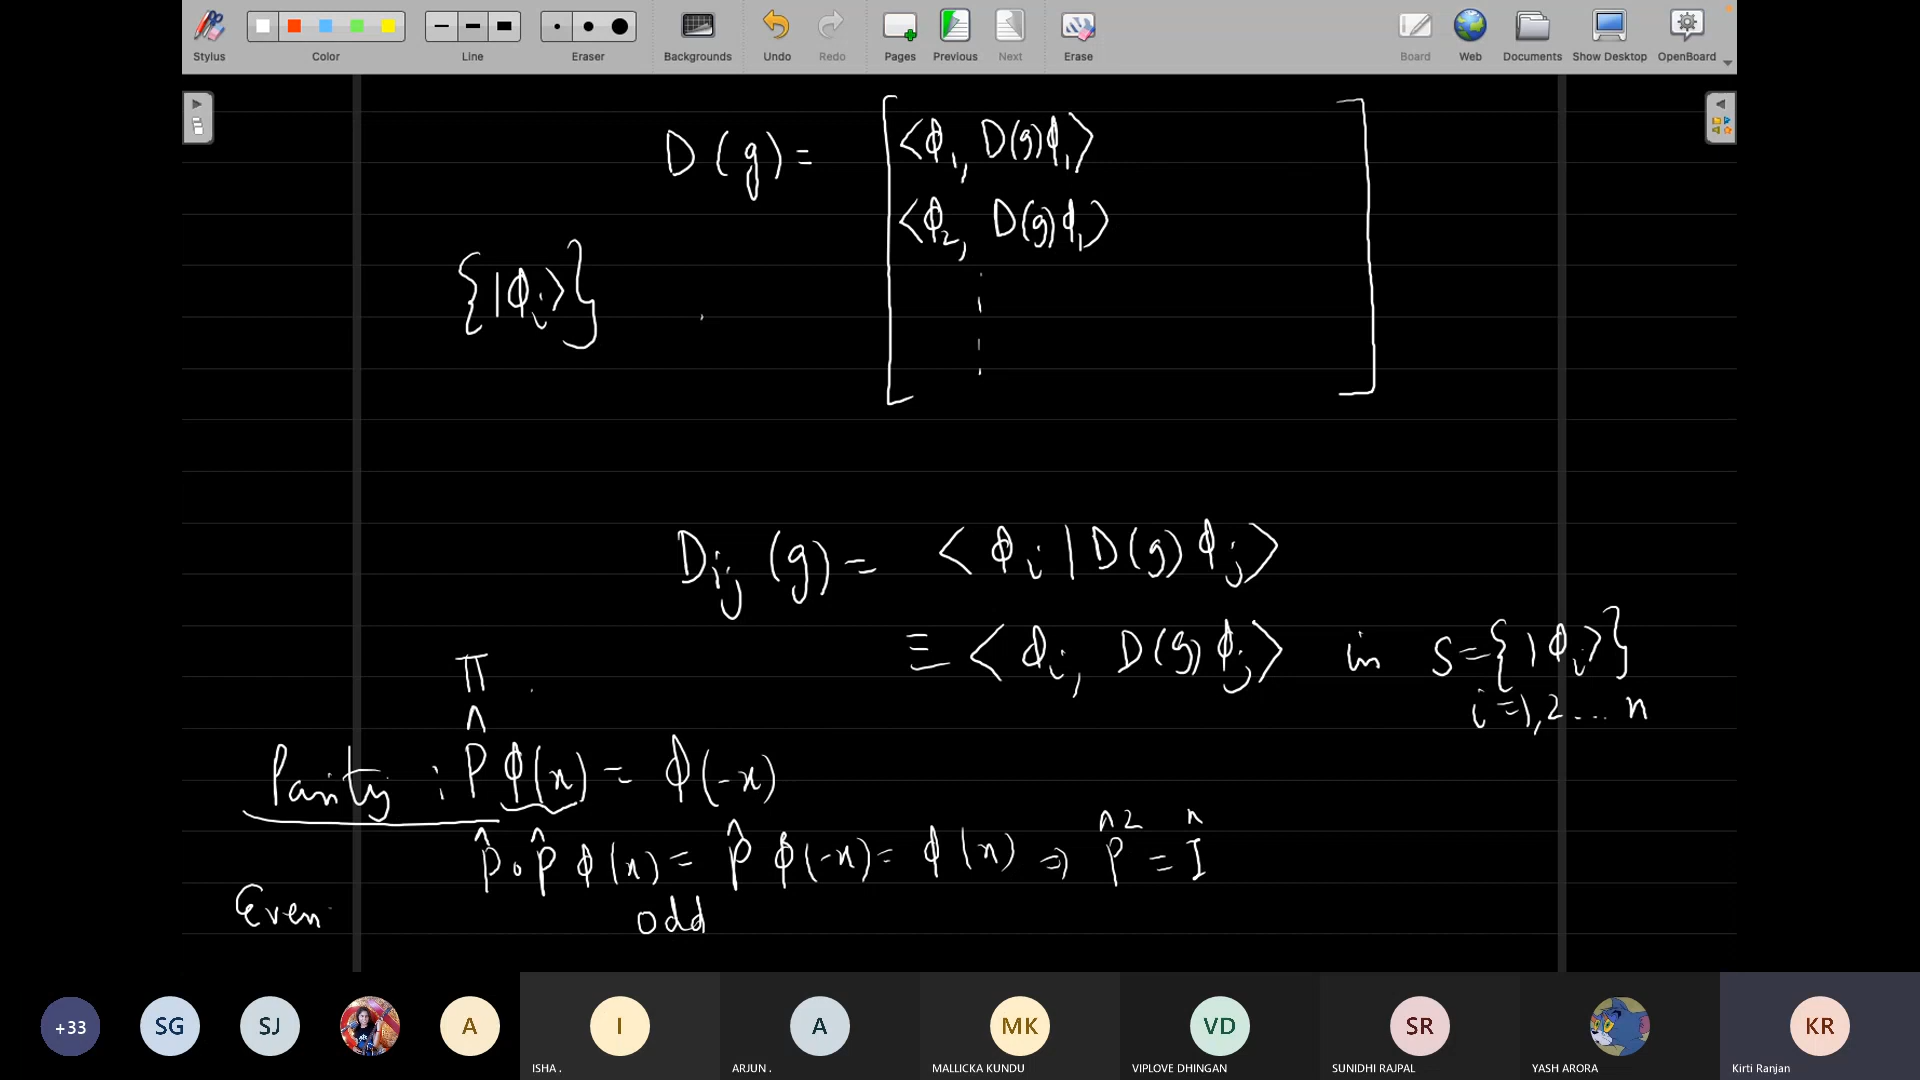 Stylus Color Line Eraser Backgrounds Undo Redo Pages Previous Next Erase Board Web Documents Show Desktop OpenBoard
D(g) = [ <ϕ₁, D(g)ϕ₁>
<ϕ₂, D(g)ϕ₁>
{|ϕᵢ>}
⋮ ]
Dᵢⱼ(g) = <ϕᵢ|D(g)ϕⱼ>
≡ <ϕᵢ, D(g)ϕⱼ> in S={|ϕᵢ>}
i=1,2...n
Π
Parity : P̂ ϕ(x) = ϕ(-x)
P̂∘P̂ ϕ(x) = P̂ ϕ(-x) = ϕ(x) ⇒ P̂² = Î
Even odd
+33 SG SJ A I A MK VD SR KR
ISHA . ARJUN . MALLICKA KUNDU VIPLOVE DHINGAN SUNIDHI RAJPAL YASH ARORA Kirti Ranjan